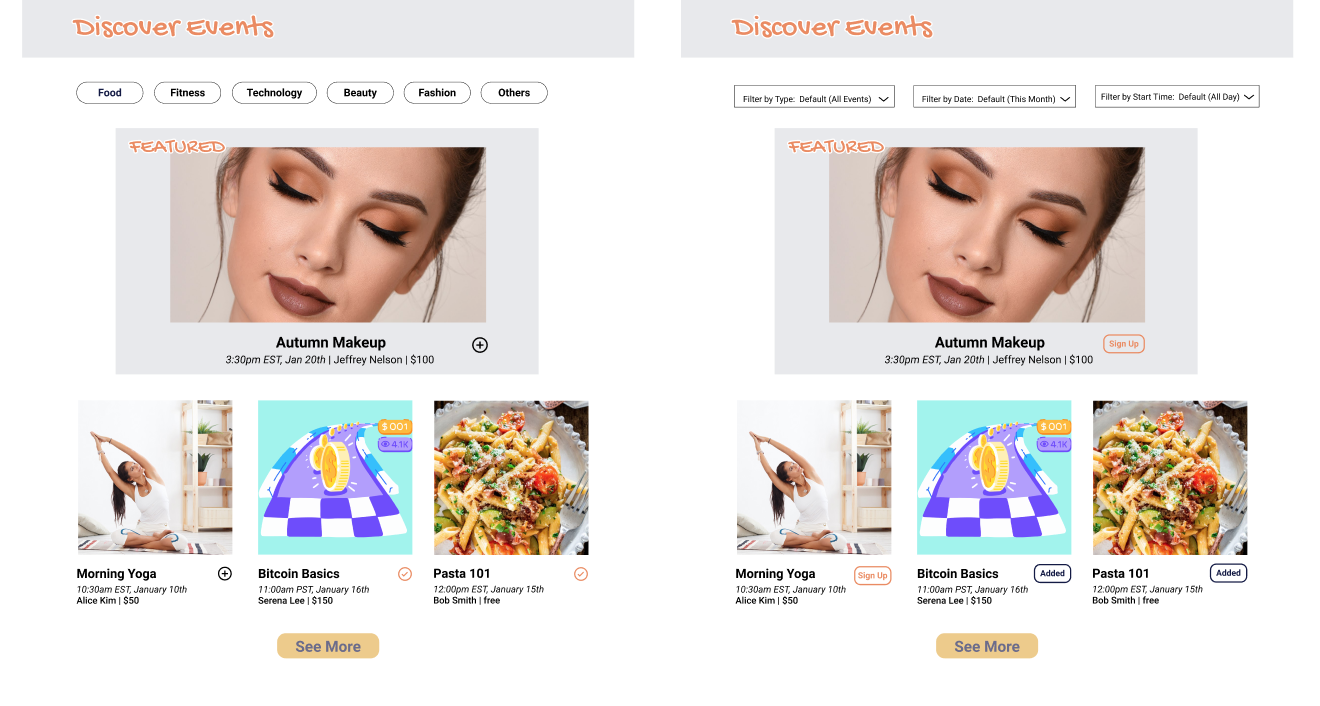 Discover Events
Food Fitness Technology Beauty Fashion Others
FEATURED
Autumn Makeup
3:30pm EST, Jan 20th | Jeffrey Nelson | $100
$001
4.1K
Morning Yoga
10:30am EST, January 10th
Alice Kim | $50
Bitcoin Basics
11:00am PST, January 16th
Serena Lee | $150
Pasta 101
12:00pm EST, January 15th
Bob Smith | free
See More
Discover Events
Filter by Type: Default (All Events)
Filter by Date: Default (This Month)
Filter by Start Time: Default (All Day)
FEATURED
Autumn Makeup
Sign Up
3:30pm EST, Jan 20th | Jeffrey Nelson | $100
$001
4.1K
Morning Yoga
Sign Up
10:30am EST, January 10th
Alice Kim | $50
Bitcoin Basics
Added
11:00am PST, January 16th
Serena Lee | $150
Pasta 101
Added
12:00pm EST, January 15th
Bob Smith | free
See More